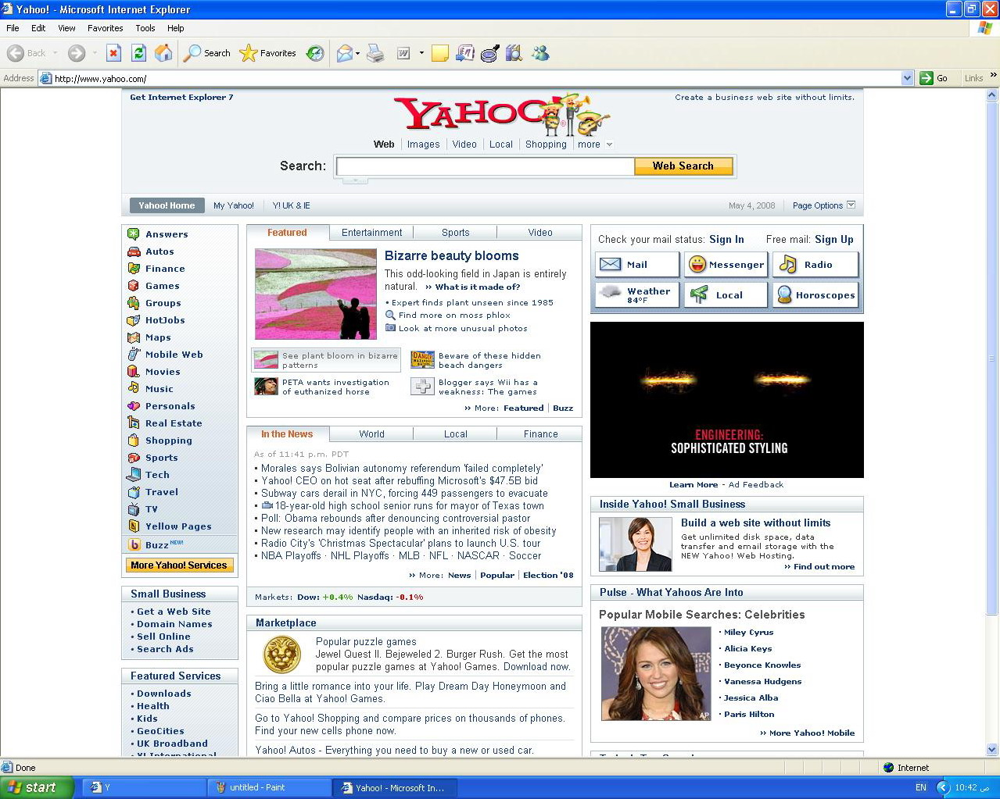 Yahoo! - Microsoft Internet Explorer
File Edit View Favorites Tools Help
Back Search Favorites
Address http://www.yahoo.com/ Go Links
Get Internet Explorer 7
YAHOO!
Create a business web site without limits.
Web Images Video Local Shopping more
Search: Web Search
Yahoo! Home My Yahoo! Y! UK & IE May 4, 2008 Page Options
Answers
Autos
Finance
Games
Groups
HotJobs
Maps
Mobile Web
Movies
Music
Personals
Real Estate
Shopping
Sports
Tech
Travel
TV
Yellow Pages
Buzz NEW!
More Yahoo! Services
Small Business
• Get a Web Site
• Domain Names
• Sell Online
• Search Ads
Featured Services
• Downloads
• Health
• Kids
• GeoCities
• UK Broadband
• Y! International
Featured Entertainment Sports Video
Bizarre beauty blooms
This odd-looking field in Japan is entirely
natural. » What is it made of?
• Expert finds plant unseen since 1985
Find more on moss phlox
Look at more unusual photos
See plant bloom in bizarre
patterns
Beware of these hidden
beach dangers
PETA wants investigation
of euthanized horse
Blogger says Wii has a
weakness: The games
» More: Featured | Buzz
In the News World Local Finance
As of 11:41 p.m. PDT
• Morales says Bolivian autonomy referendum 'failed completely'
• Yahoo! CEO on hot seat after rebuffing Microsoft's $47.5B bid
• Subway cars derail in NYC, forcing 449 passengers to evacuate
• 18-year-old high school senior runs for mayor of Texas town
• Poll: Obama rebounds after denouncing controversial pastor
• New research may identify people with an inherited risk of obesity
• Radio City's 'Christmas Spectacular' plans to launch U.S. tour
• NBA Playoffs · NHL Playoffs · MLB · NFL · NASCAR · Soccer
» More: News | Popular | Election '08
Markets: Dow: +0.4% Nasdaq: -0.1%
Marketplace
Popular puzzle games
Jewel Quest II. Bejeweled 2. Burger Rush. Get the most
popular puzzle games at Yahoo! Games. Download now.
Bring a little romance into your life. Play Dream Day Honeymoon and
Ciao Bella at Yahoo! Games.
Go to Yahoo! Shopping and compare prices on thousands of phones.
Find your new cells phone now.
Yahoo! Autos - Everything you need to buy a new or used car.
Check your mail status: Sign In Free mail: Sign Up
Mail Messenger Radio
Weather
84°F
Local Horoscopes
ENGINEERING:
SOPHISTICATED STYLING
Learn More - Ad Feedback
Inside Yahoo! Small Business
Build a web site without limits
Get unlimited disk space, data
transfer and email storage with the
NEW Yahoo! Web Hosting.
» Find out more
Pulse - What Yahoos Are Into
Popular Mobile Searches: Celebrities
· Miley Cyrus
· Alicia Keys
· Beyonce Knowles
· Vanessa Hudgens
· Jessica Alba
· Paris Hilton
AP
» More Yahoo! Mobile
Done Internet
start Y untitled - Paint Yahoo! - Microsoft In... EN 10:42 ص